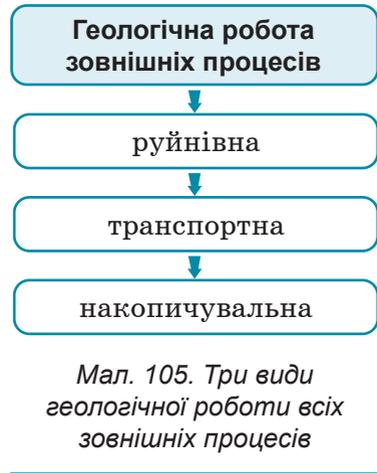 Геологічна робота
зовнішніх процесів
руйнівна
транспортна
накопичувальна
Мал. 105. Три види
геологічної роботи всіх
зовнішніх процесів